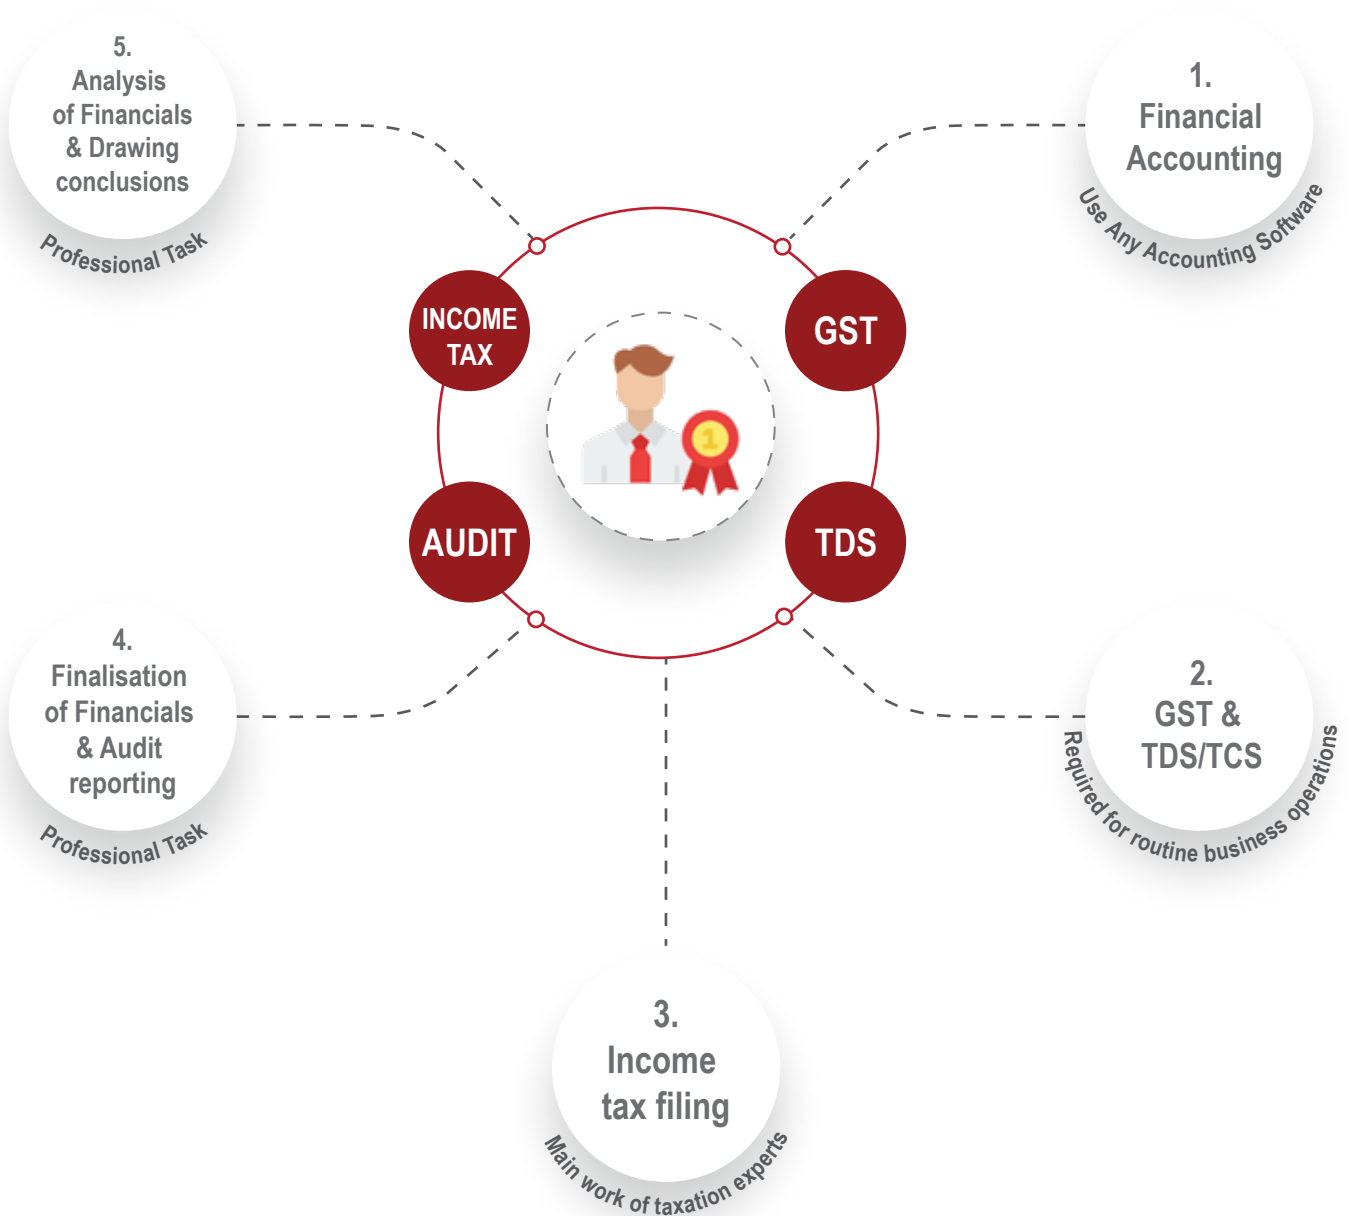 1.
Financial
Accounting
Use Any Accounting Software
2.
GST &
TDS/TCS
Required for routine business operations
3.
Income
tax filing
Main work of taxation experts
4.
Finalisation
of Financials
& Audit
reporting
Professional Task
5.
Analysis
of Financials
& Drawing
conclusions
Professional Task
INCOME
TAX
GST
AUDIT
TDS
1